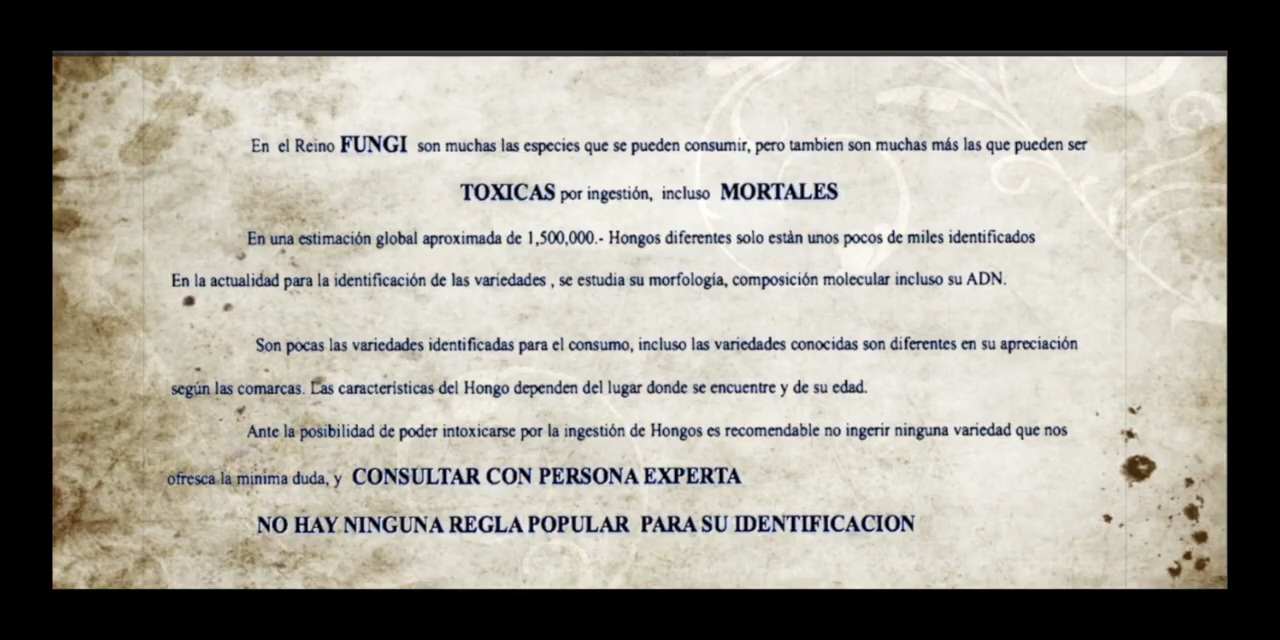 En el Reino FUNGI son muchas las especies que se pueden consumir, pero tambien son muchas más las que pueden ser
TOXICAS por ingestión, incluso MORTALES
En una estimación global aproximada de 1,500,000.- Hongos diferentes solo estàn unos pocos de miles identificados
En la actualidad para la identificación de las variedades , se estudia su morfología, composición molecular incluso su ADN.
Son pocas las variedades identificadas para el consumo, incluso las variedades conocidas son diferentes en su apreciación
según las comarcas. Las características del Hongo dependen del lugar donde se encuentre y de su edad.
Ante la posibilidad de poder intoxicarse por la ingestión de Hongos es recomendable no ingerir ninguna variedad que nos
ofresca la minima duda, y CONSULTAR CON PERSONA EXPERTA
NO HAY NINGUNA REGLA POPULAR PARA SU IDENTIFICACION